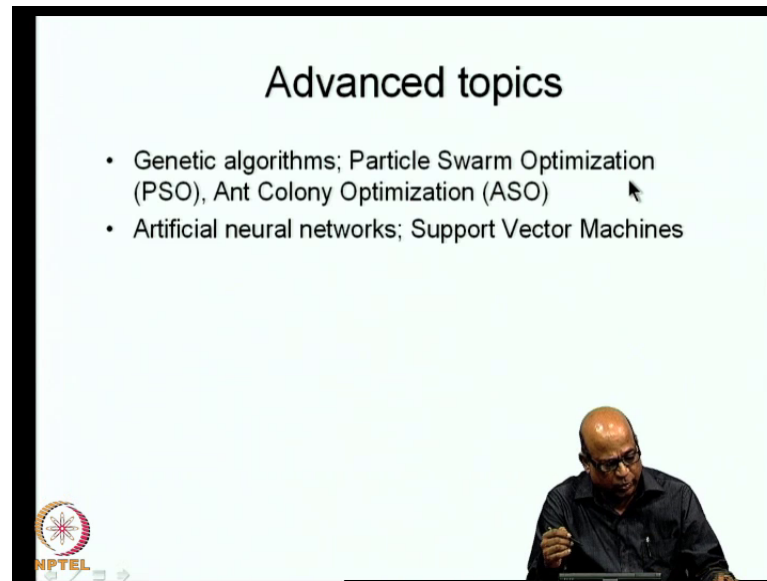 Advanced topics
• Genetic algorithms; Particle Swarm Optimization
(PSO), Ant Colony Optimization (ASO)
• Artificial neural networks; Support Vector Machines
NPTEL